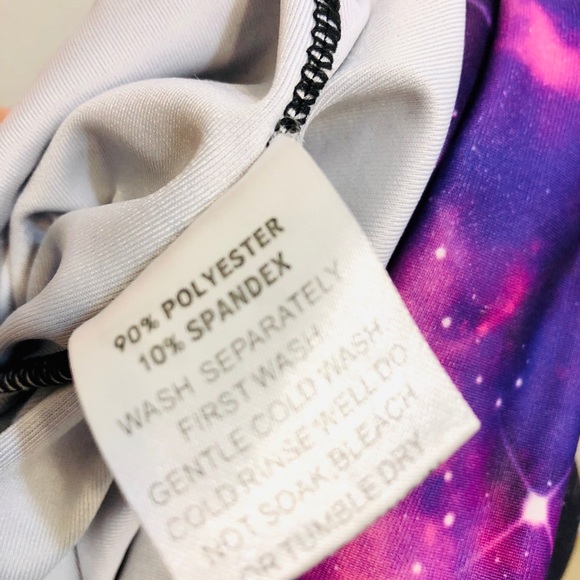 90% POLYESTER
10% SPANDEX
WASH SEPARATELY
FIRST WASH
GENTLE COLD WASH
COLD RINSE WELL DO
NOT SOAK BLEACH
OR TUMBLE DRY